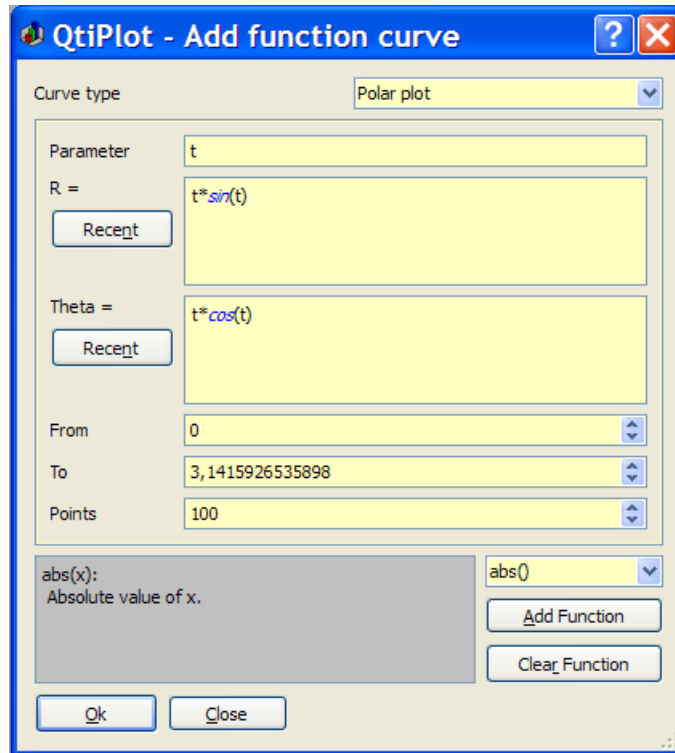 QtiPlot - Add function curve
Curve type Polar plot
Parameter t
R = t*sin(t)
Recent
Theta = t*cos(t)
Recent
From 0
To 3,1415926535898
Points 100
abs(x):
Absolute value of x.
abs()
Add Function
Clear Function
Ok Close